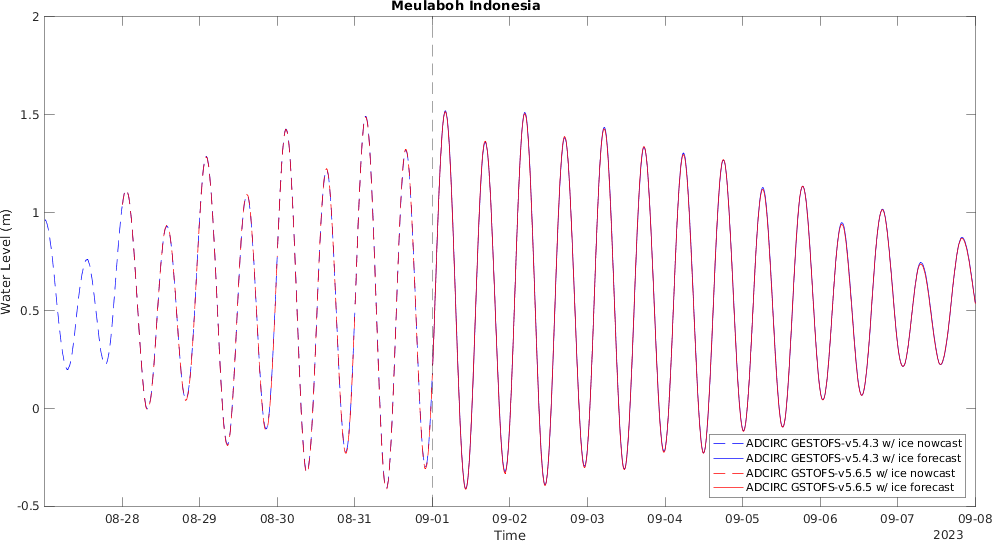 Meulaboh Indonesia
2
1.5
1
0.5
0
-0.5
Water Level (m)
ADCIRC GESTOFS-v5.4.3 w/ ice nowcast
ADCIRC GESTOFS-v5.4.3 w/ ice forecast
ADCIRC GSTOFS-v5.6.5 w/ ice nowcast
ADCIRC GSTOFS-v5.6.5 w/ ice forecast
08-28 08-29 08-30 08-31 09-01 09-02 09-03 09-04 09-05 09-06 09-07 09-08
Time
2023